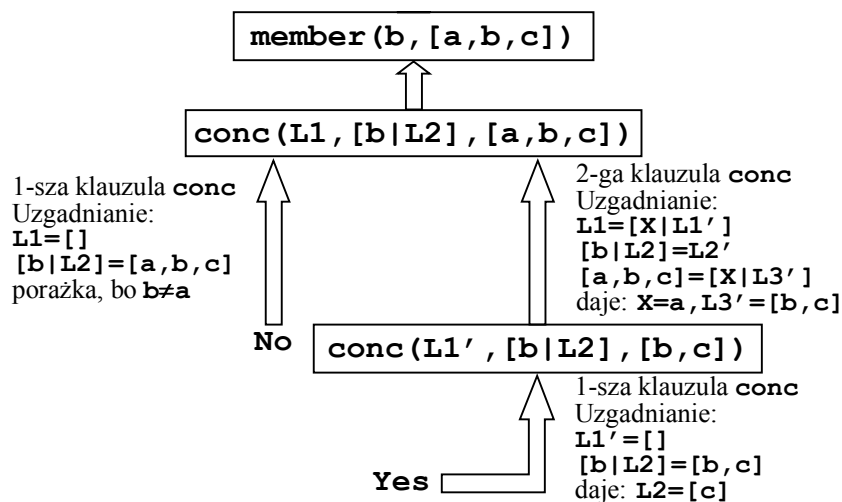 member(b,[a,b,c])
conc(L1,[b|L2],[a,b,c])
1-sza klauzula conc
Uzgadnianie:
L1=[]
[b|L2]=[a,b,c]
porażka, bo b≠a
No
2-ga klauzula conc
Uzgadnianie:
L1=[X|L1’]
[b|L2]=L2’
[a,b,c]=[X|L3’]
daje: X=a,L3’=[b,c]
conc(L1’,[b|L2],[b,c])
1-sza klauzula conc
Uzgadnianie:
L1’=[]
[b|L2]=[b,c]
daje: L2=[c]
Yes